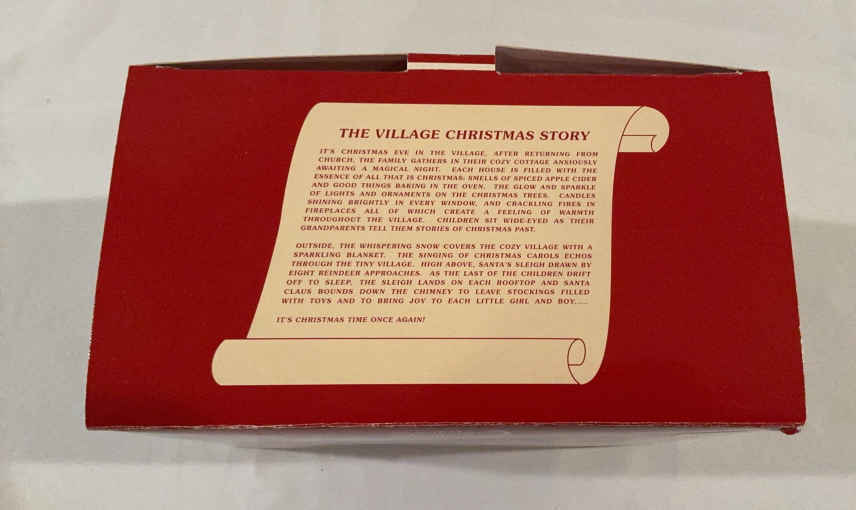 THE VILLAGE CHRISTMAS STORY
IT'S CHRISTMAS EVE IN THE VILLAGE, AFTER RETURNING FROM
CHURCH, THE FAMILY GATHERS IN THEIR COZY COTTAGE ANXIOUSLY
AWAITING A MAGICAL NIGHT. EACH HOUSE IS FILLED WITH THE
ESSENCE OF ALL THAT IS CHRISTMAS; SMELLS OF SPICED APPLE CIDER
AND GOOD THINGS BAKING IN THE OVEN. THE GLOW AND SPARKLE
OF LIGHTS AND ORNAMENTS ON THE CHRISTMAS TREES. CANDLES
SHINING BRIGHTLY IN EVERY WINDOW, AND CRACKLING FIRES IN
FIREPLACES ALL OF WHICH CREATE A FEELING OF WARMTH
THROUGHOUT THE VILLAGE. CHILDREN SIT WIDE-EYED AS THEIR
GRANDPARENTS TELL THEM STORIES OF CHRISTMAS PAST.
OUTSIDE, THE WHISPERING SNOW COVERS THE COZY VILLAGE WITH A
SPARKLING BLANKET. THE SINGING OF CHRISTMAS CAROLS ECHOS
THROUGH THE TINY VILLAGE. HIGH ABOVE, SANTA'S SLEIGH DRAWN BY
EIGHT REINDEER APPROACHES. AS THE LAST OF THE CHILDREN DRIFT
OFF TO SLEEP, THE SLEIGH LANDS ON EACH ROOFTOP AND SANTA
CLAUS BOUNDS DOWN THE CHIMNEY TO LEAVE STOCKINGS FILLED
WITH TOYS AND TO BRING JOY TO EACH LITTLE GIRL AND BOY.....
IT'S CHRISTMAS TIME ONCE AGAIN!